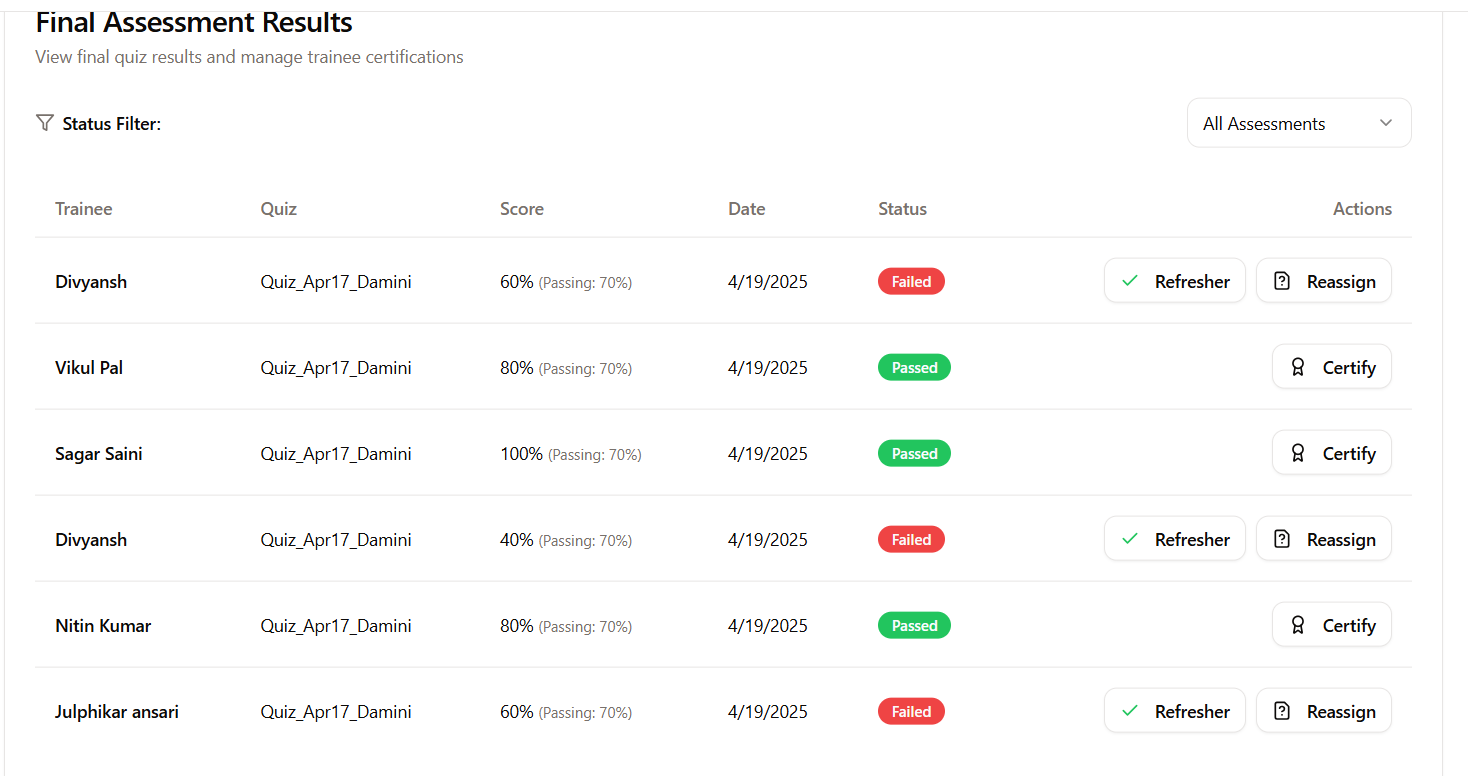 Final Assessment Results
View final quiz results and manage trainee certifications
Status Filter: All Assessments
Trainee Quiz Score Date Status Actions
Divyansh Quiz_Apr17_Damini 60% (Passing: 70%) 4/19/2025 Failed Refresher Reassign
Vikul Pal Quiz_Apr17_Damini 80% (Passing: 70%) 4/19/2025 Passed Certify
Sagar Saini Quiz_Apr17_Damini 100% (Passing: 70%) 4/19/2025 Passed Certify
Divyansh Quiz_Apr17_Damini 40% (Passing: 70%) 4/19/2025 Failed Refresher Reassign
Nitin Kumar Quiz_Apr17_Damini 80% (Passing: 70%) 4/19/2025 Passed Certify
Julphikar ansari Quiz_Apr17_Damini 60% (Passing: 70%) 4/19/2025 Failed Refresher Reassign